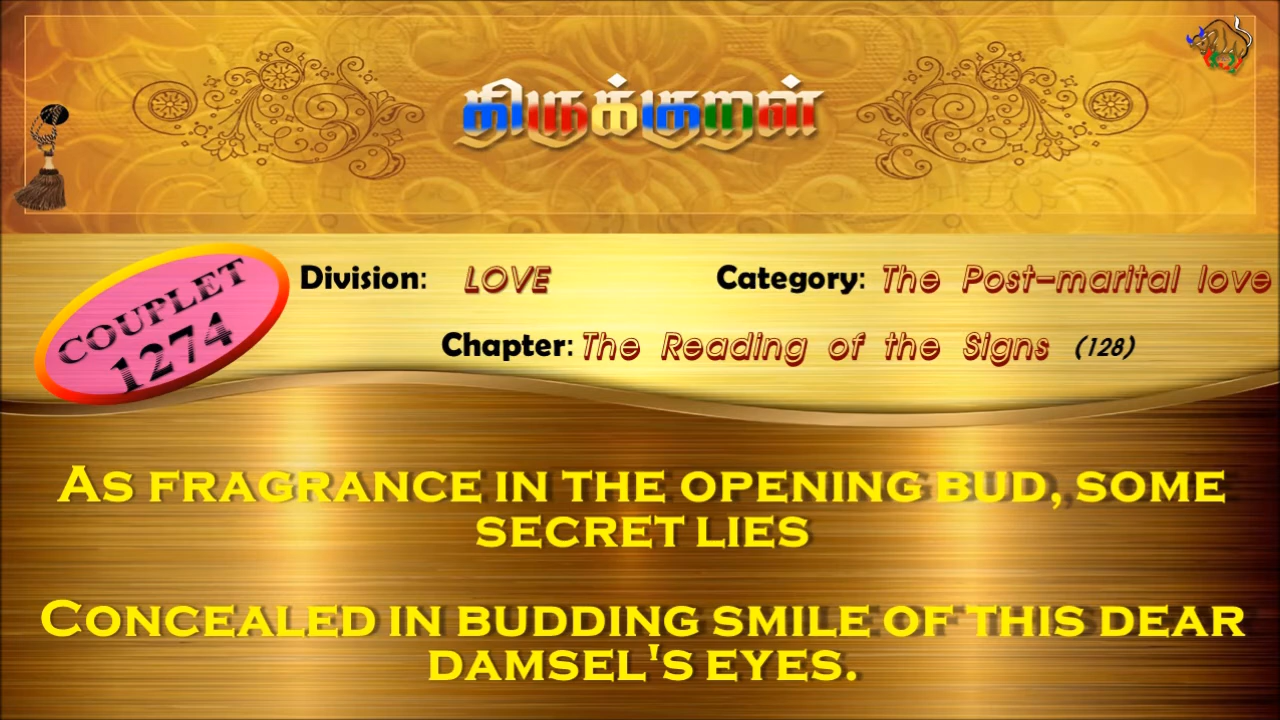 திருக்குறள்
COUPLET
1274
Division: LOVE Category: The Post-marital love
Chapter: The Reading of the Signs (128)
AS FRAGRANCE IN THE OPENING BUD, SOME
SECRET LIES
CONCEALED IN BUDDING SMILE OF THIS DEAR
DAMSEL'S EYES.